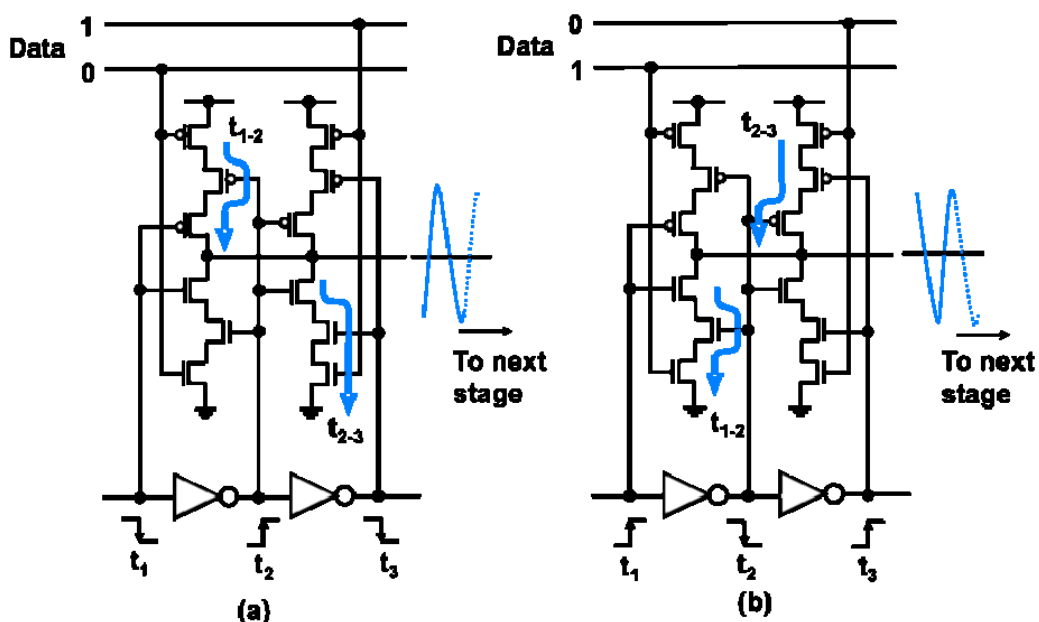 1
Data
0
t1-2
t2-3
To next
stage
t1
t2
t3
(a)
0
Data
1
t2-3
t1-2
To next
stage
t1
t2
t3
(b)